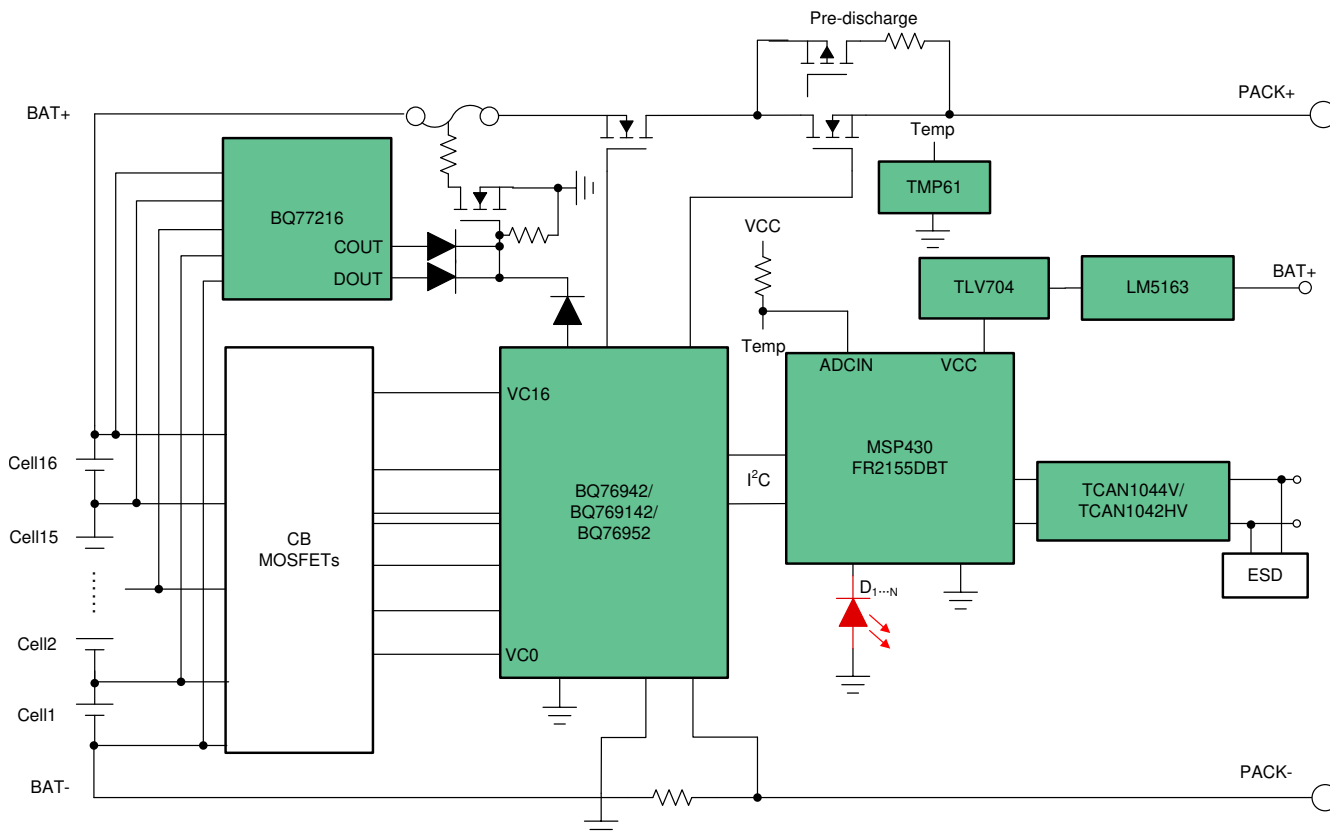 Pre-discharge
BAT+
PACK+
Temp
TMP61
BQ77216
COUT
DOUT
VCC
BAT+
TLV704
LM5163
Temp
ADCIN
VCC
VC16
MSP430
FR2155DBT
Cell16
I²C
BQ76942/
BQ769142/
BQ76952
TCAN1044V/
TCAN1042HV
Cell15
CB
MOSFETs
ESD
D1...N
Cell2
VC0
Cell1
BAT-
PACK-